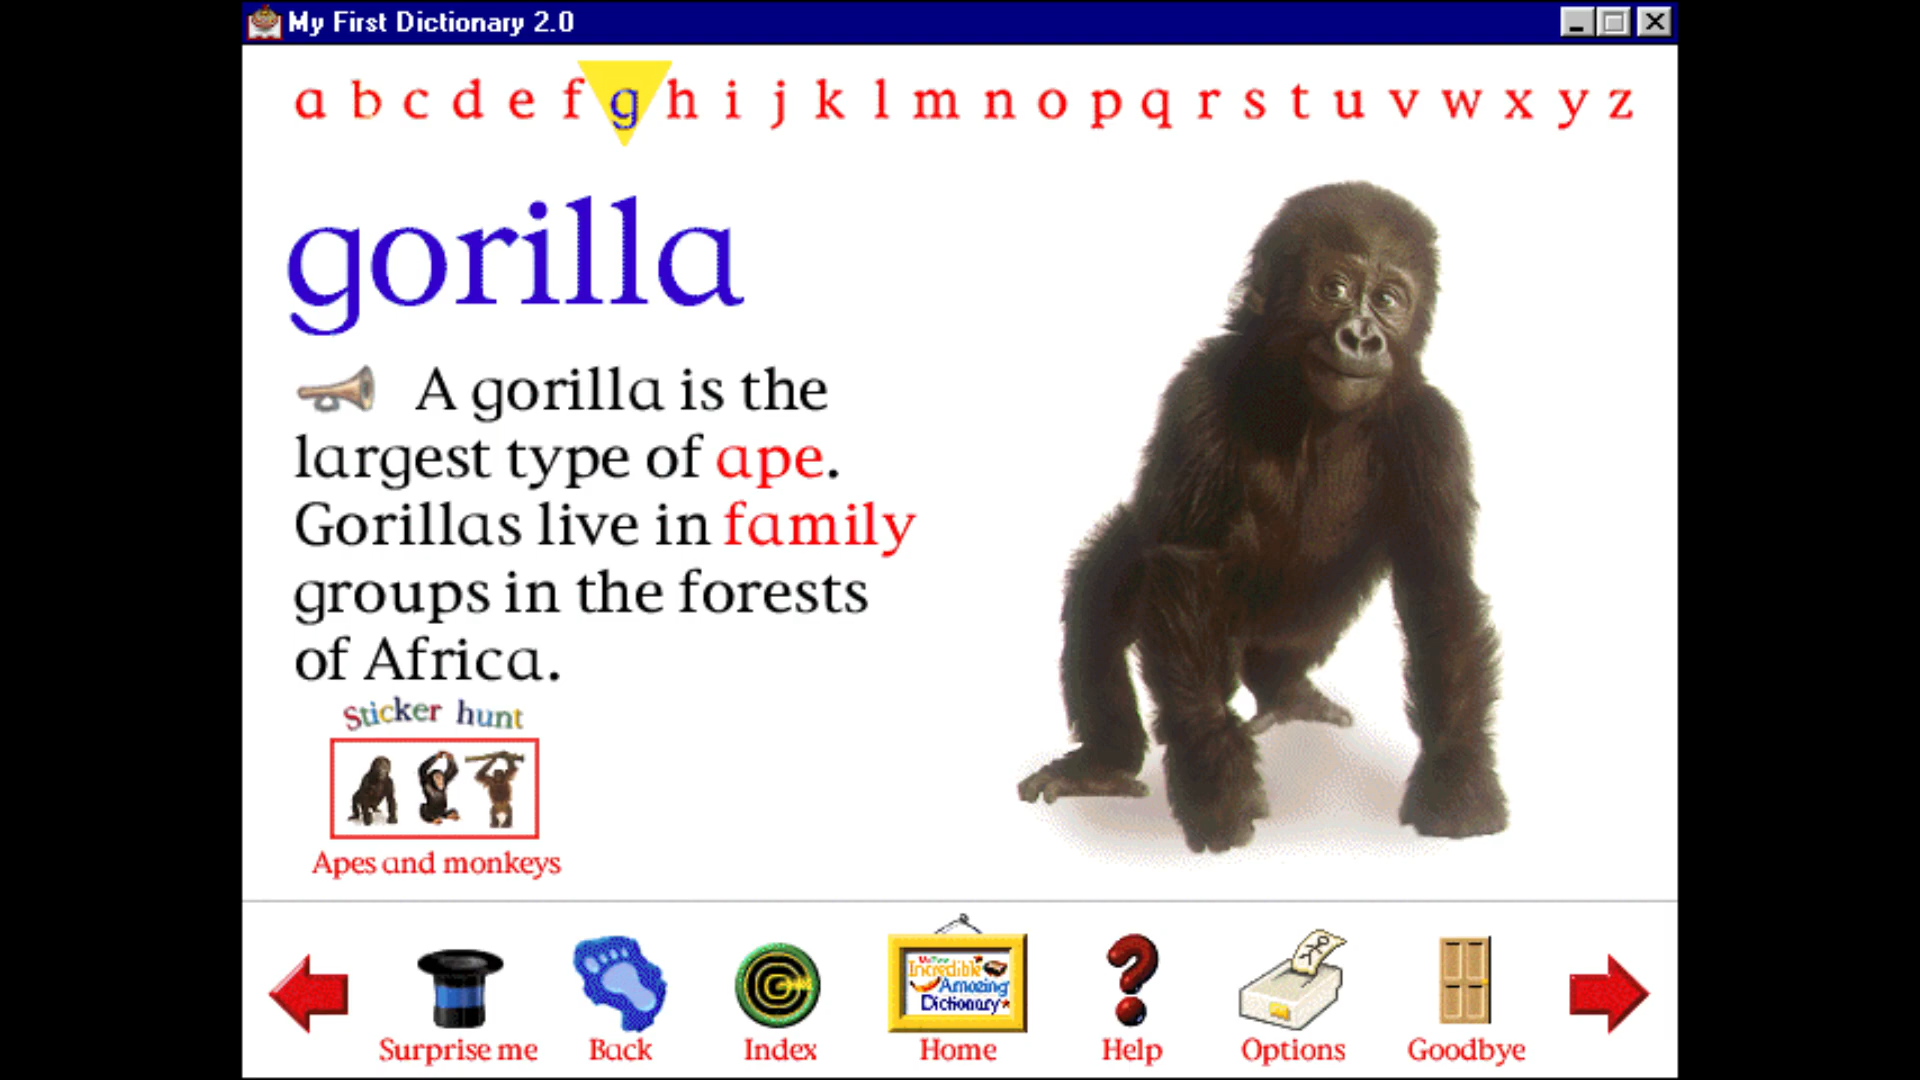 My First Dictionary 2.0
a b c d e f g h i j k l m n o p q r s t u v w x y z
gorilla
A gorilla is the
largest type of ape.
Gorillas live in family
groups in the forests
of Africa.
Sticker hunt
Apes and monkeys
My First
Incredible
Amazing
Dictionary
Surprise me
Back
Index
Home
Help
Options
Goodbye